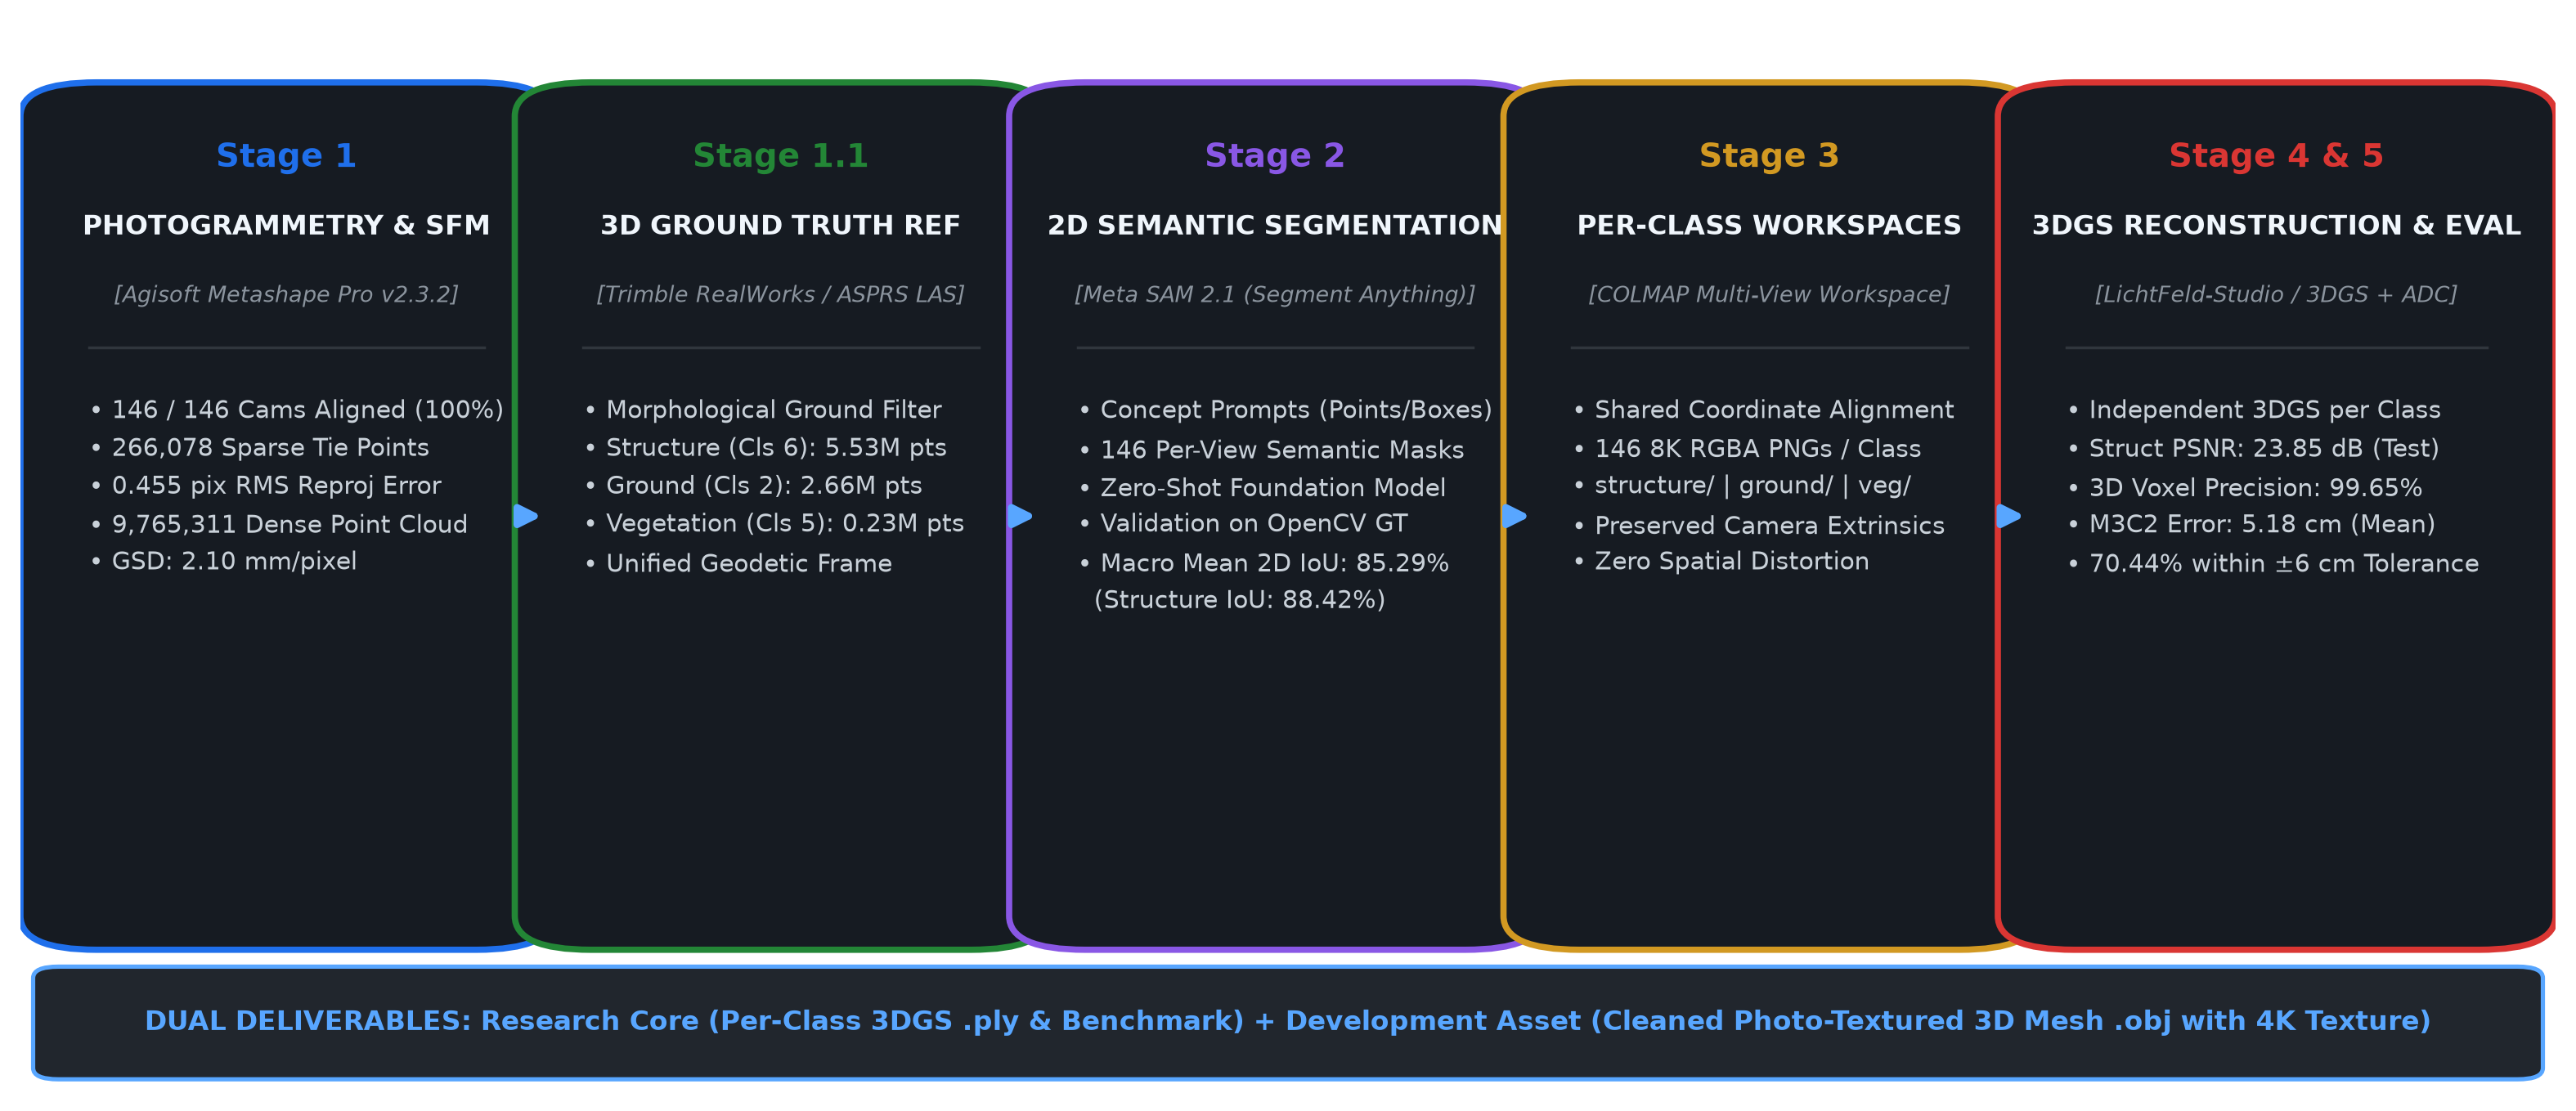 Stage 1
PHOTOGRAMMETRY & SFM
[Agisoft Metashape Pro v2.3.2]
• 146 / 146 Cams Aligned (100%)
• 266,078 Sparse Tie Points
• 0.455 pix RMS Reproj Error
• 9,765,311 Dense Point Cloud
• GSD: 2.10 mm/pixel
Stage 1.1
3D GROUND TRUTH REF
[Trimble RealWorks / ASPRS LAS]
• Morphological Ground Filter
• Structure (Cls 6): 5.53M pts
• Ground (Cls 2): 2.66M pts
• Vegetation (Cls 5): 0.23M pts
• Unified Geodetic Frame
Stage 2
2D SEMANTIC SEGMENTATION
[Meta SAM 2.1 (Segment Anything)]
• Concept Prompts (Points/Boxes)
• 146 Per-View Semantic Masks
• Zero-Shot Foundation Model
• Validation on OpenCV GT
• Macro Mean 2D IoU: 85.29%
(Structure IoU: 88.42%)
Stage 3
PER-CLASS WORKSPACES
[COLMAP Multi-View Workspace]
• Shared Coordinate Alignment
• 146 8K RGBA PNGs / Class
• structure/ | ground/ | veg/
• Preserved Camera Extrinsics
• Zero Spatial Distortion
Stage 4 & 5
3DGS RECONSTRUCTION & EVAL
[LichtFeld-Studio / 3DGS + ADC]
• Independent 3DGS per Class
• Struct PSNR: 23.85 dB (Test)
• 3D Voxel Precision: 99.65%
• M3C2 Error: 5.18 cm (Mean)
• 70.44% within ±6 cm Tolerance
DUAL DELIVERABLES: Research Core (Per-Class 3DGS .ply & Benchmark) + Development Asset (Cleaned Photo-Textured 3D Mesh .obj with 4K Texture)